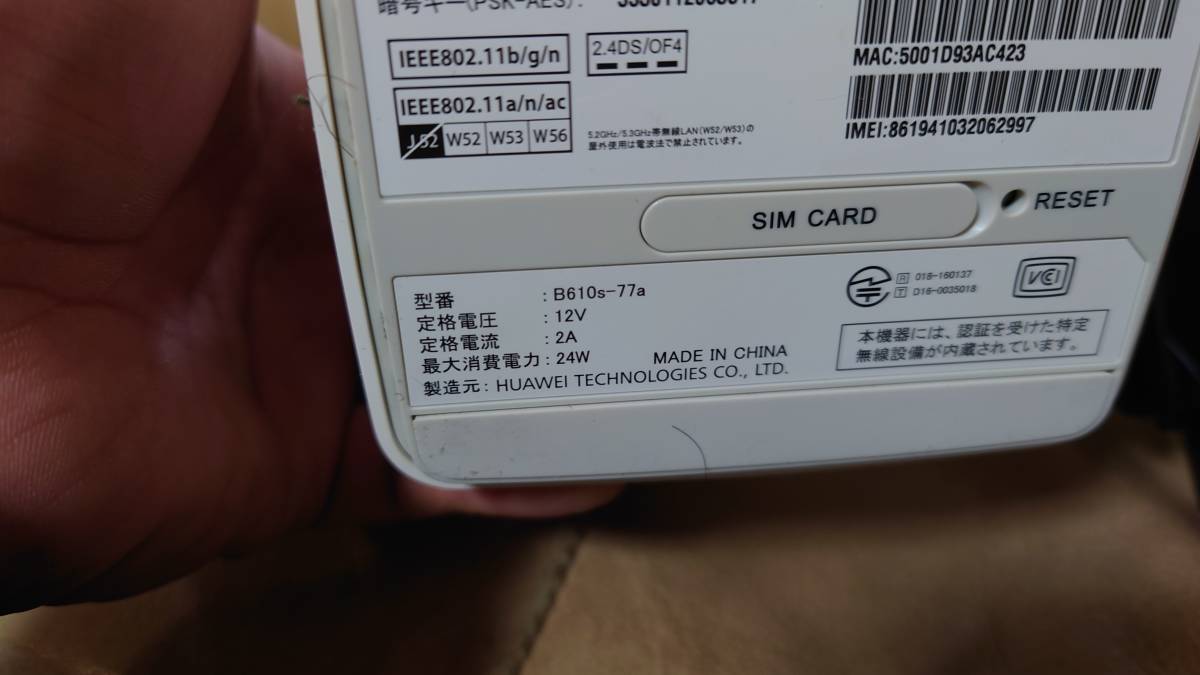 暗号キー(PSK-AES):
IEEE802.11b/g/n
2.4DS/OF4
IEEE802.11a/n/ac
J52 W52 W53 W56
5.2GHz/5.3GHz帯無線LAN(W52/W53)の
屋外使用は電波法で禁止されています。
MAC:5001D93AC423
IMEI:861941032062997
SIM CARD
RESET
型番 : B610s-77a
定格電圧 : 12V
定格電流 : 2A
最大消費電力 : 24W
製造元: HUAWEI TECHNOLOGIES CO., LTD.
MADE IN CHINA
R 018-160137
T D16-0035018
VCI
本機器には、認証を受けた特定
無線設備が内蔵されています。